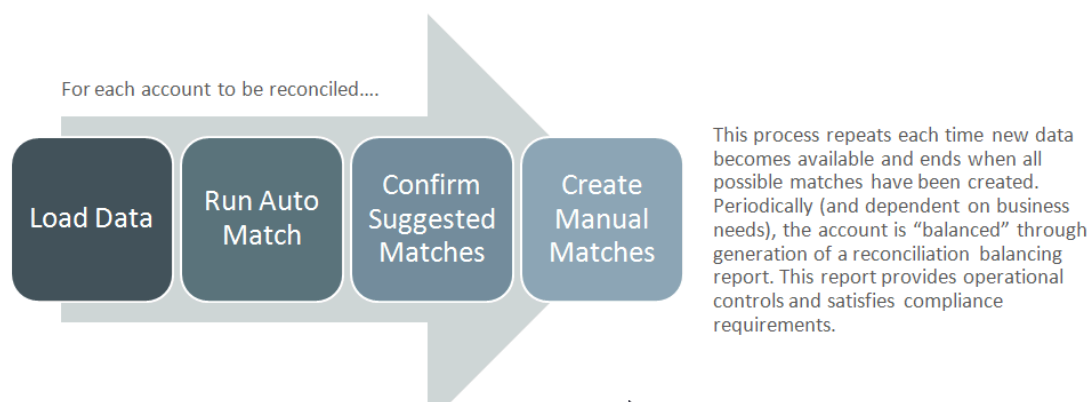 For each account to be reconciled....
Load Data
Run Auto
Match
Confirm
Suggested
Matches
Create
Manual
Matches
This process repeats each time new data
becomes available and ends when all
possible matches have been created.
Periodically (and dependent on business
needs), the account is “balanced” through
generation of a reconciliation balancing
report. This report provides operational
controls and satisfies compliance
requirements.